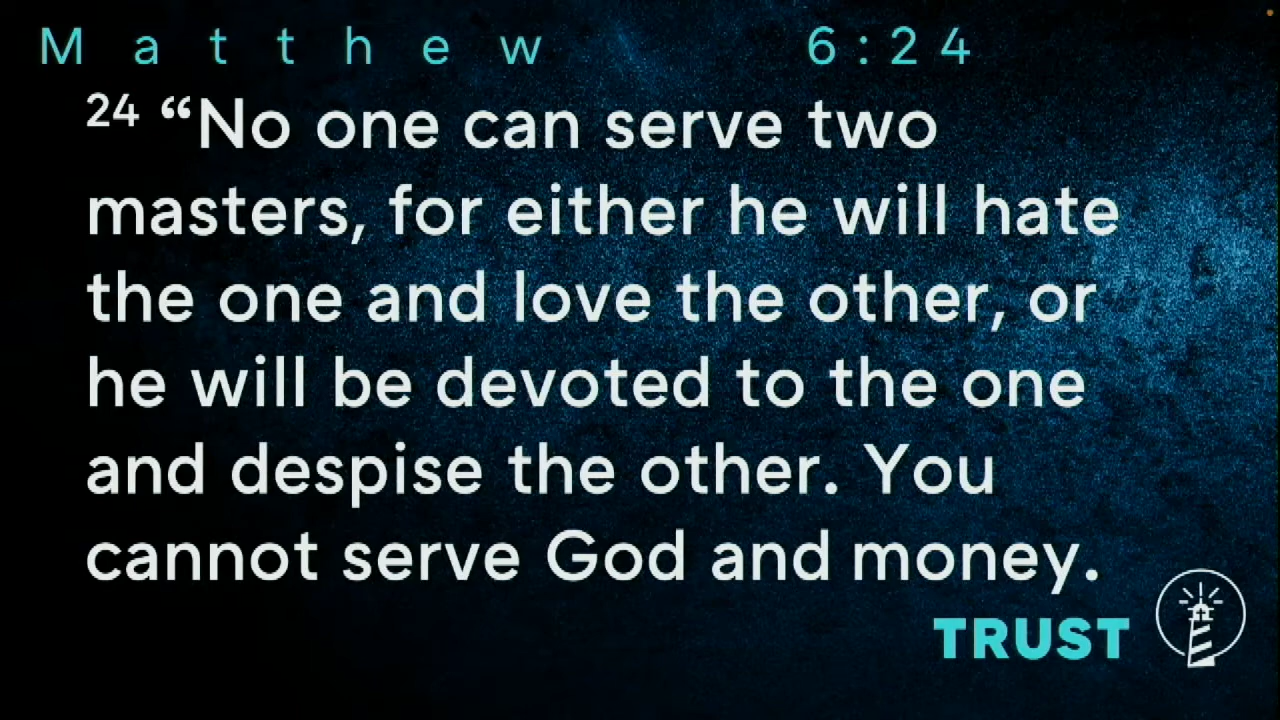 Matthew 6:24
24 “No one can serve two
masters, for either he will hate
the one and love the other, or
he will be devoted to the one
and despise the other. You
cannot serve God and money.
TRUST